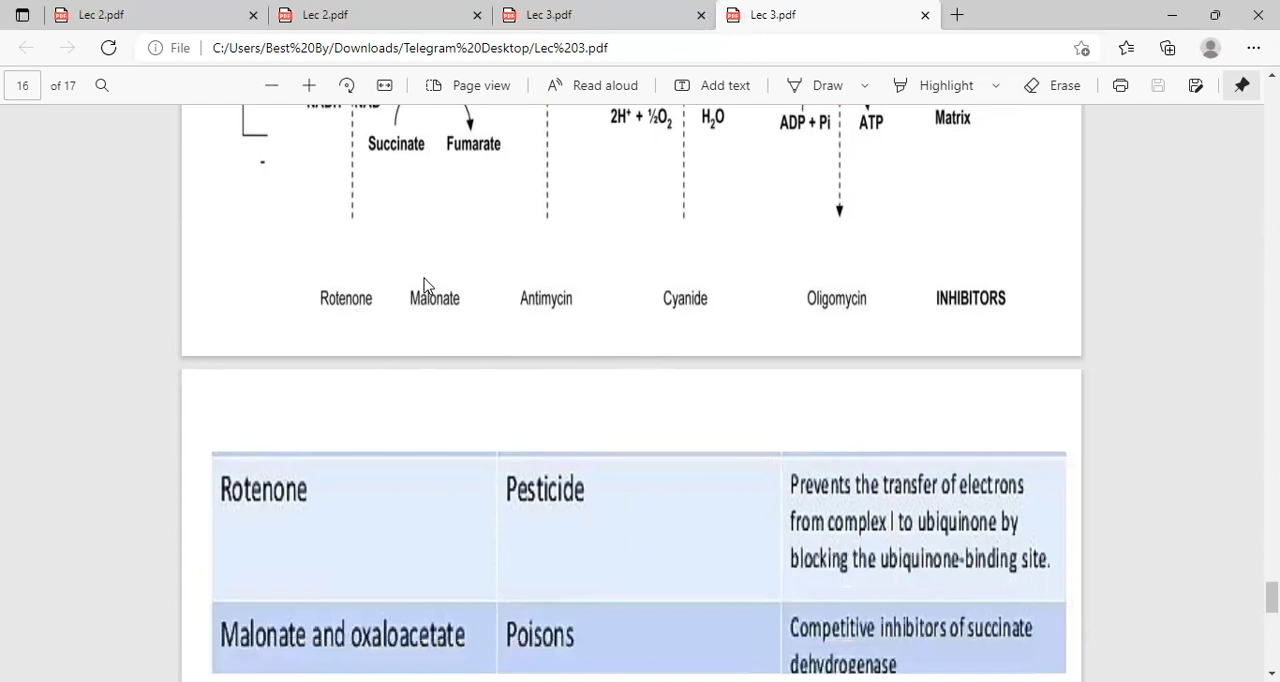 Lec 2.pdf Lec 2.pdf Lec 3.pdf Lec 3.pdf
File C:/Users/Best%20By/Downloads/Telegram%20Desktop/Lec%203.pdf
16 of 17 Page view Read aloud Add text Draw Highlight Erase
NADH NAD
2H⁺ + ½O₂ H₂O ADP + Pi ATP Matrix
Succinate Fumarate
Rotenone Malonate Antimycin Cyanide Oligomycin INHIBITORS
Rotenone Pesticide Prevents the transfer of electrons
from complex I to ubiquinone by
blocking the ubiquinone-binding site.
Malonate and oxaloacetate Poisons Competitive inhibitors of succinate
dehydrogenase